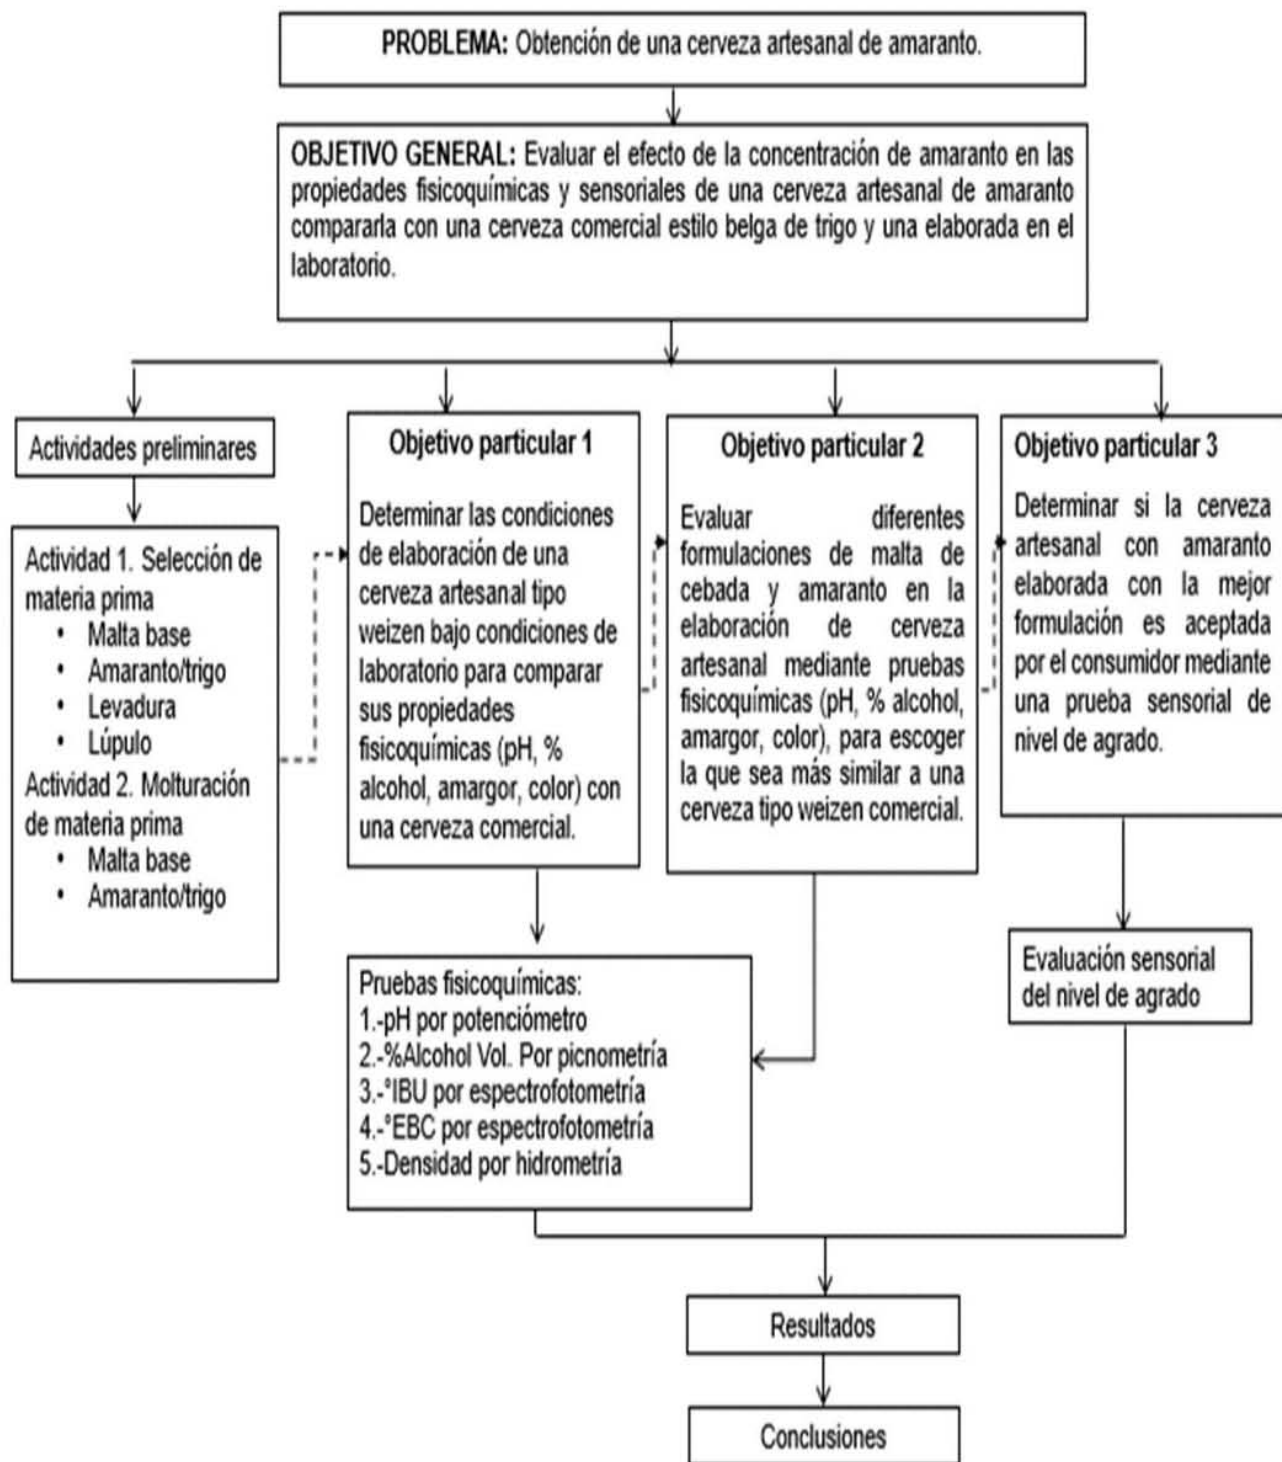 PROBLEMA: Obtención de una cerveza artesanal de amaranto.
OBJETIVO GENERAL: Evaluar el efecto de la concentración de amaranto en las
propiedades fisicoquímicas y sensoriales de una cerveza artesanal de amaranto
compararla con una cerveza comercial estilo belga de trigo y una elaborada en el
laboratorio.
Actividades preliminares
Actividad 1. Selección de
materia prima
• Malta base
• Amaranto/trigo
• Levadura
• Lúpulo
Actividad 2. Molturación
de materia prima
• Malta base
• Amaranto/trigo
Objetivo particular 1
Determinar las condiciones
de elaboración de una
cerveza artesanal tipo
weizen bajo condiciones de
laboratorio para comparar
sus propiedades
fisicoquímicas (pH, %
alcohol, amargor, color) con
una cerveza comercial.
Objetivo particular 2
Evaluar diferentes
formulaciones de malta de
cebada y amaranto en la
elaboración de cerveza
artesanal mediante pruebas
fisicoquímicas (pH, % alcohol,
amargor, color), para escoger
la que sea más similar a una
cerveza tipo weizen comercial.
Objetivo particular 3
Determinar si la cerveza
artesanal con amaranto
elaborada con la mejor
formulación es aceptada
por el consumidor mediante
una prueba sensorial de
nivel de agrado.
Pruebas fisicoquímicas:
1.-pH por potenciómetro
2.-%Alcohol Vol. Por picnometría
3.-°IBU por espectrofotometría
4.-°EBC por espectrofotometría
5.-Densidad por hidrometría
Evaluación sensorial
del nivel de agrado
Resultados
Conclusiones